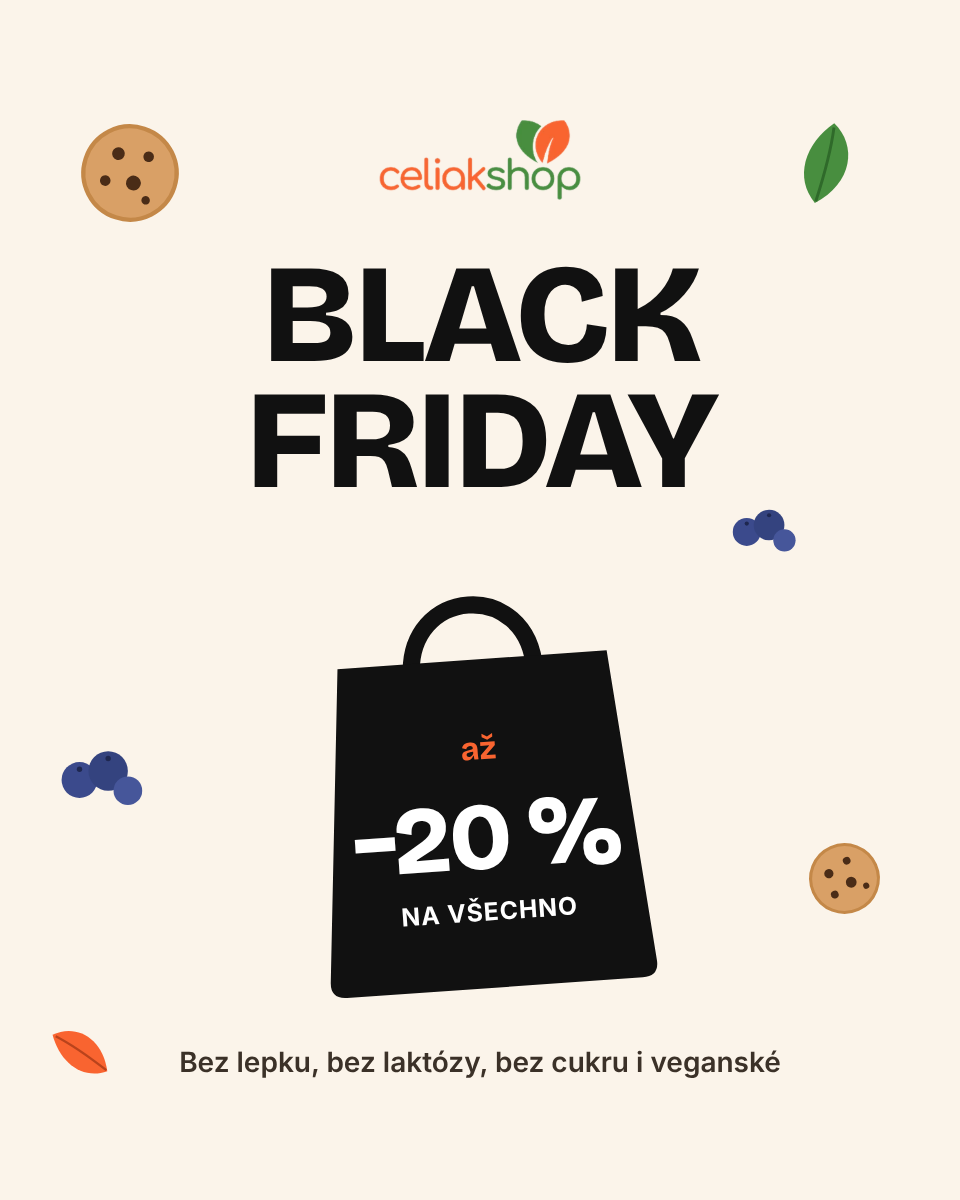 celiakshop
BLACK
FRIDAY
až
–20 %
NA VŠECHNO
Bez lepku, bez laktózy, bez cukru i veganské